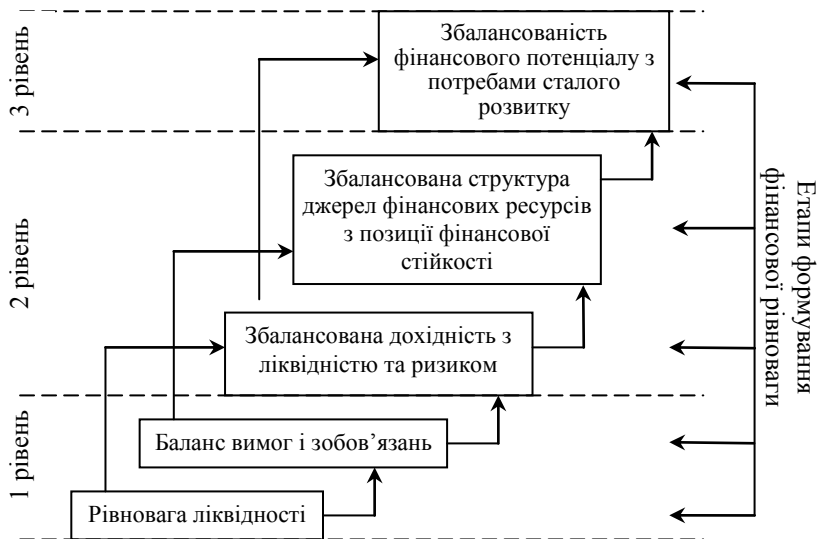 3 рівень
Збалансованість
фінансового потенціалу з
потребами сталого
розвитку
2 рівень
Збалансована структура
джерел фінансових ресурсів
з позиції фінансової
стійкості
Збалансована дохідність з
ліквідністю та ризиком
1 рівень
Баланс вимог і зобов’язань
Рівновага ліквідності
Етапи формування
фінансової рівноваги